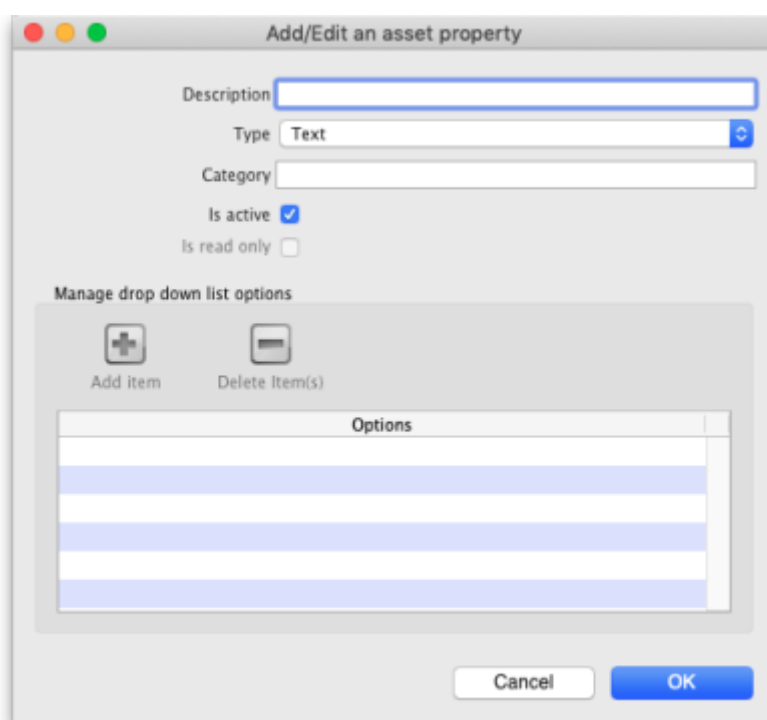 Add/Edit an asset property
Description
Type Text
Category
Is active
Is read only
Manage drop down list options
Add item Delete Item(s)
Options
Cancel OK